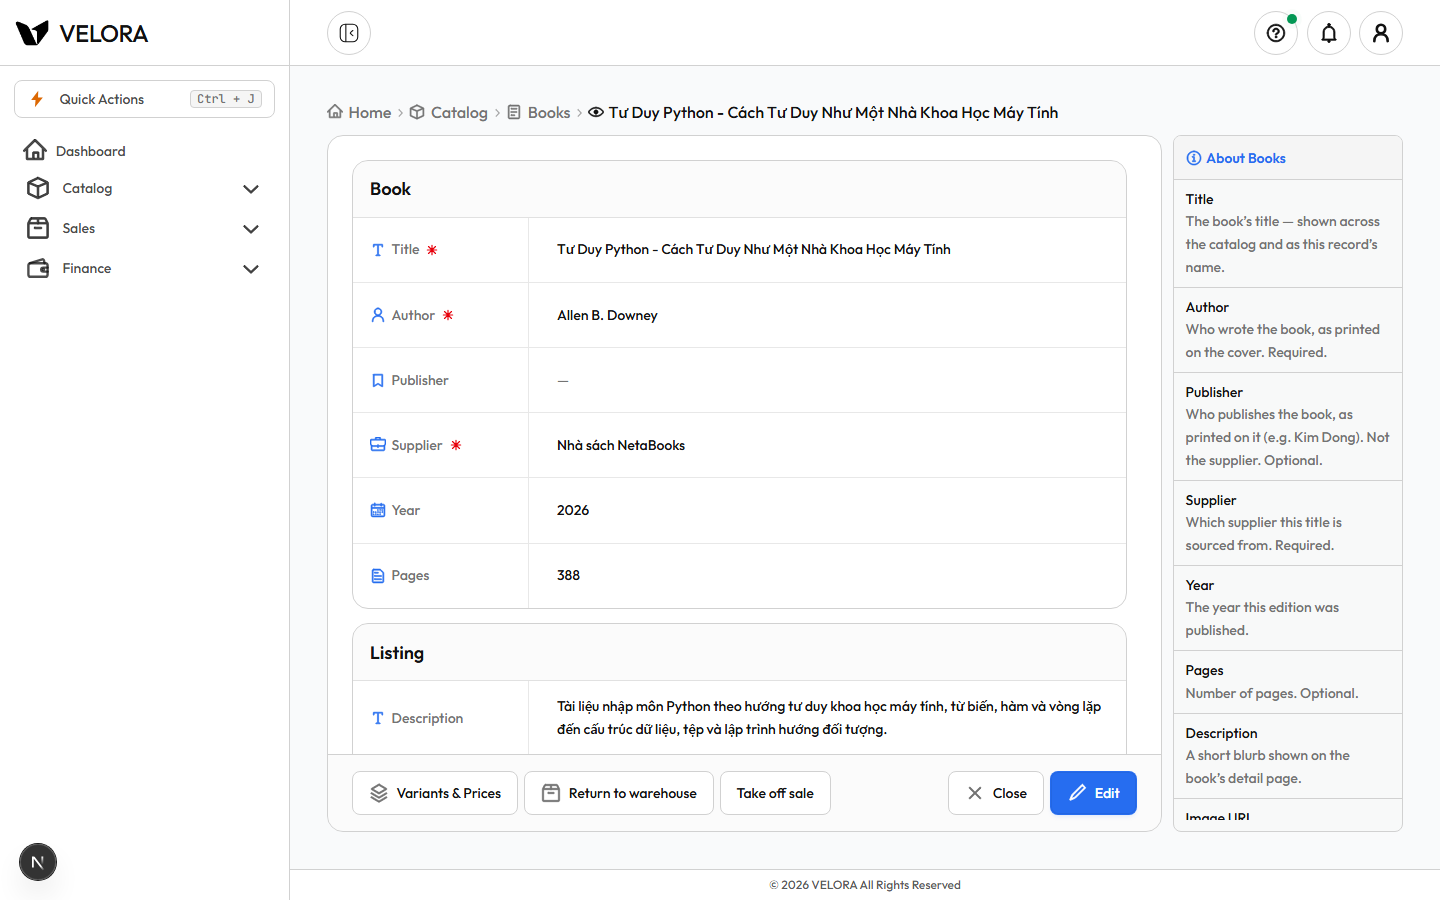 VELORA
Quick Actions
Ctrl + J
Dashboard
Catalog
Sales
Finance
Home
Catalog
Books
Tư Duy Python - Cách Tư Duy Như Một Nhà Khoa Học Máy Tính
Book
Title *
Tư Duy Python - Cách Tư Duy Như Một Nhà Khoa Học Máy Tính
Author *
Allen B. Downey
Publisher
—
Supplier *
Nhà sách NetaBooks
Year
2026
Pages
388
Listing
Description
Tài liệu nhập môn Python theo hướng tư duy khoa học máy tính, từ biến, hàm và vòng lặp
đến cấu trúc dữ liệu, tệp và lập trình hướng đối tượng.
Variants & Prices
Return to warehouse
Take off sale
Close
Edit
About Books
Title
The book's title — shown across
the catalog and as this record's
name.
Author
Who wrote the book, as printed
on the cover. Required.
Publisher
Who publishes the book, as
printed on it (e.g. Kim Dong). Not
the supplier. Optional.
Supplier
Which supplier this title is
sourced from. Required.
Year
The year this edition was
published.
Pages
Number of pages. Optional.
Description
A short blurb shown on the
book's detail page.
Image URL
N
© 2026 VELORA All Rights Reserved